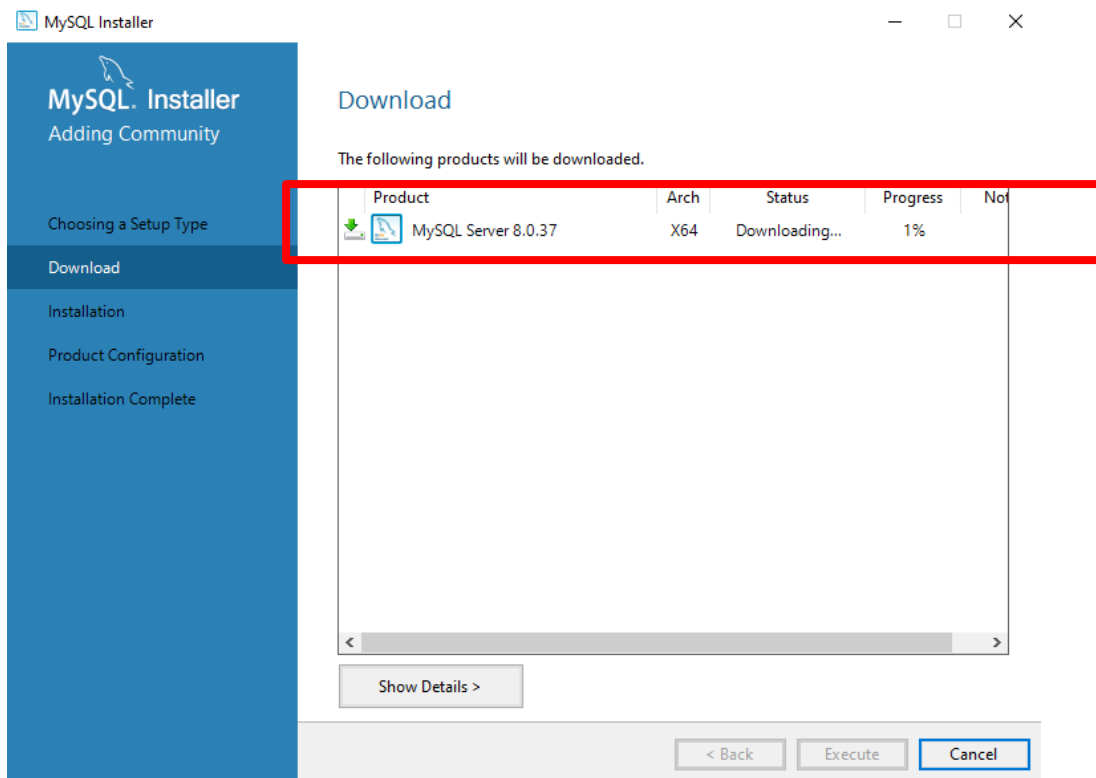 MySQL Installer
MySQL. Installer
Adding Community
Choosing a Setup Type
Download
Installation
Product Configuration
Installation Complete
Download
The following products will be downloaded.
Product Arch Status Progress Not
MySQL Server 8.0.37 X64 Downloading... 1%
Show Details >
< Back Execute Cancel